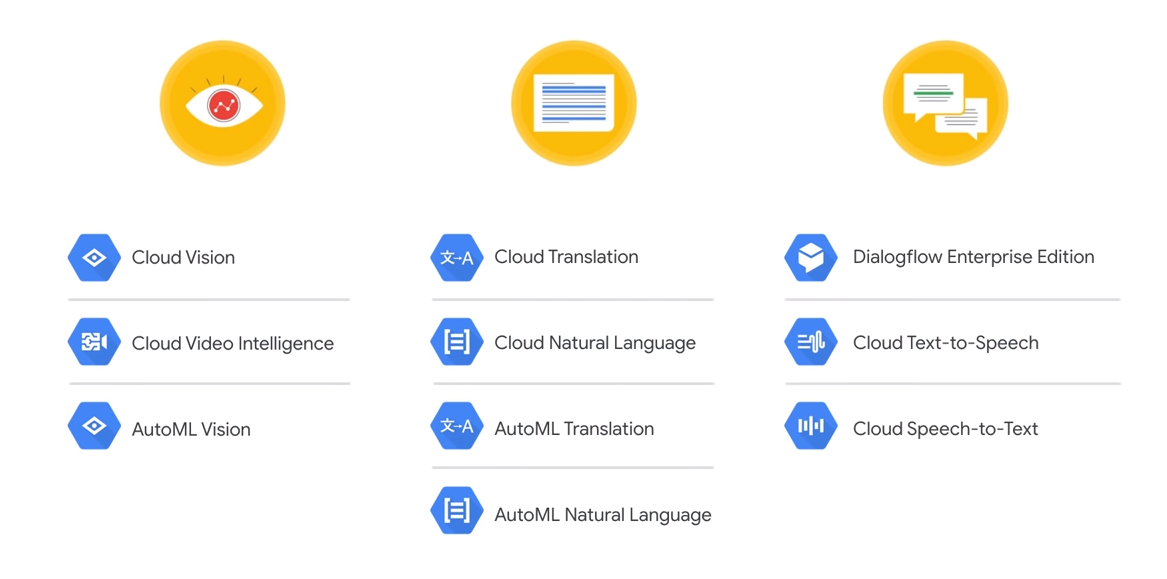 Cloud Vision
Cloud Video Intelligence
AutoML Vision
文→A Cloud Translation
Cloud Natural Language
文→A AutoML Translation
AutoML Natural Language
Dialogflow Enterprise Edition
Cloud Text-to-Speech
Cloud Speech-to-Text